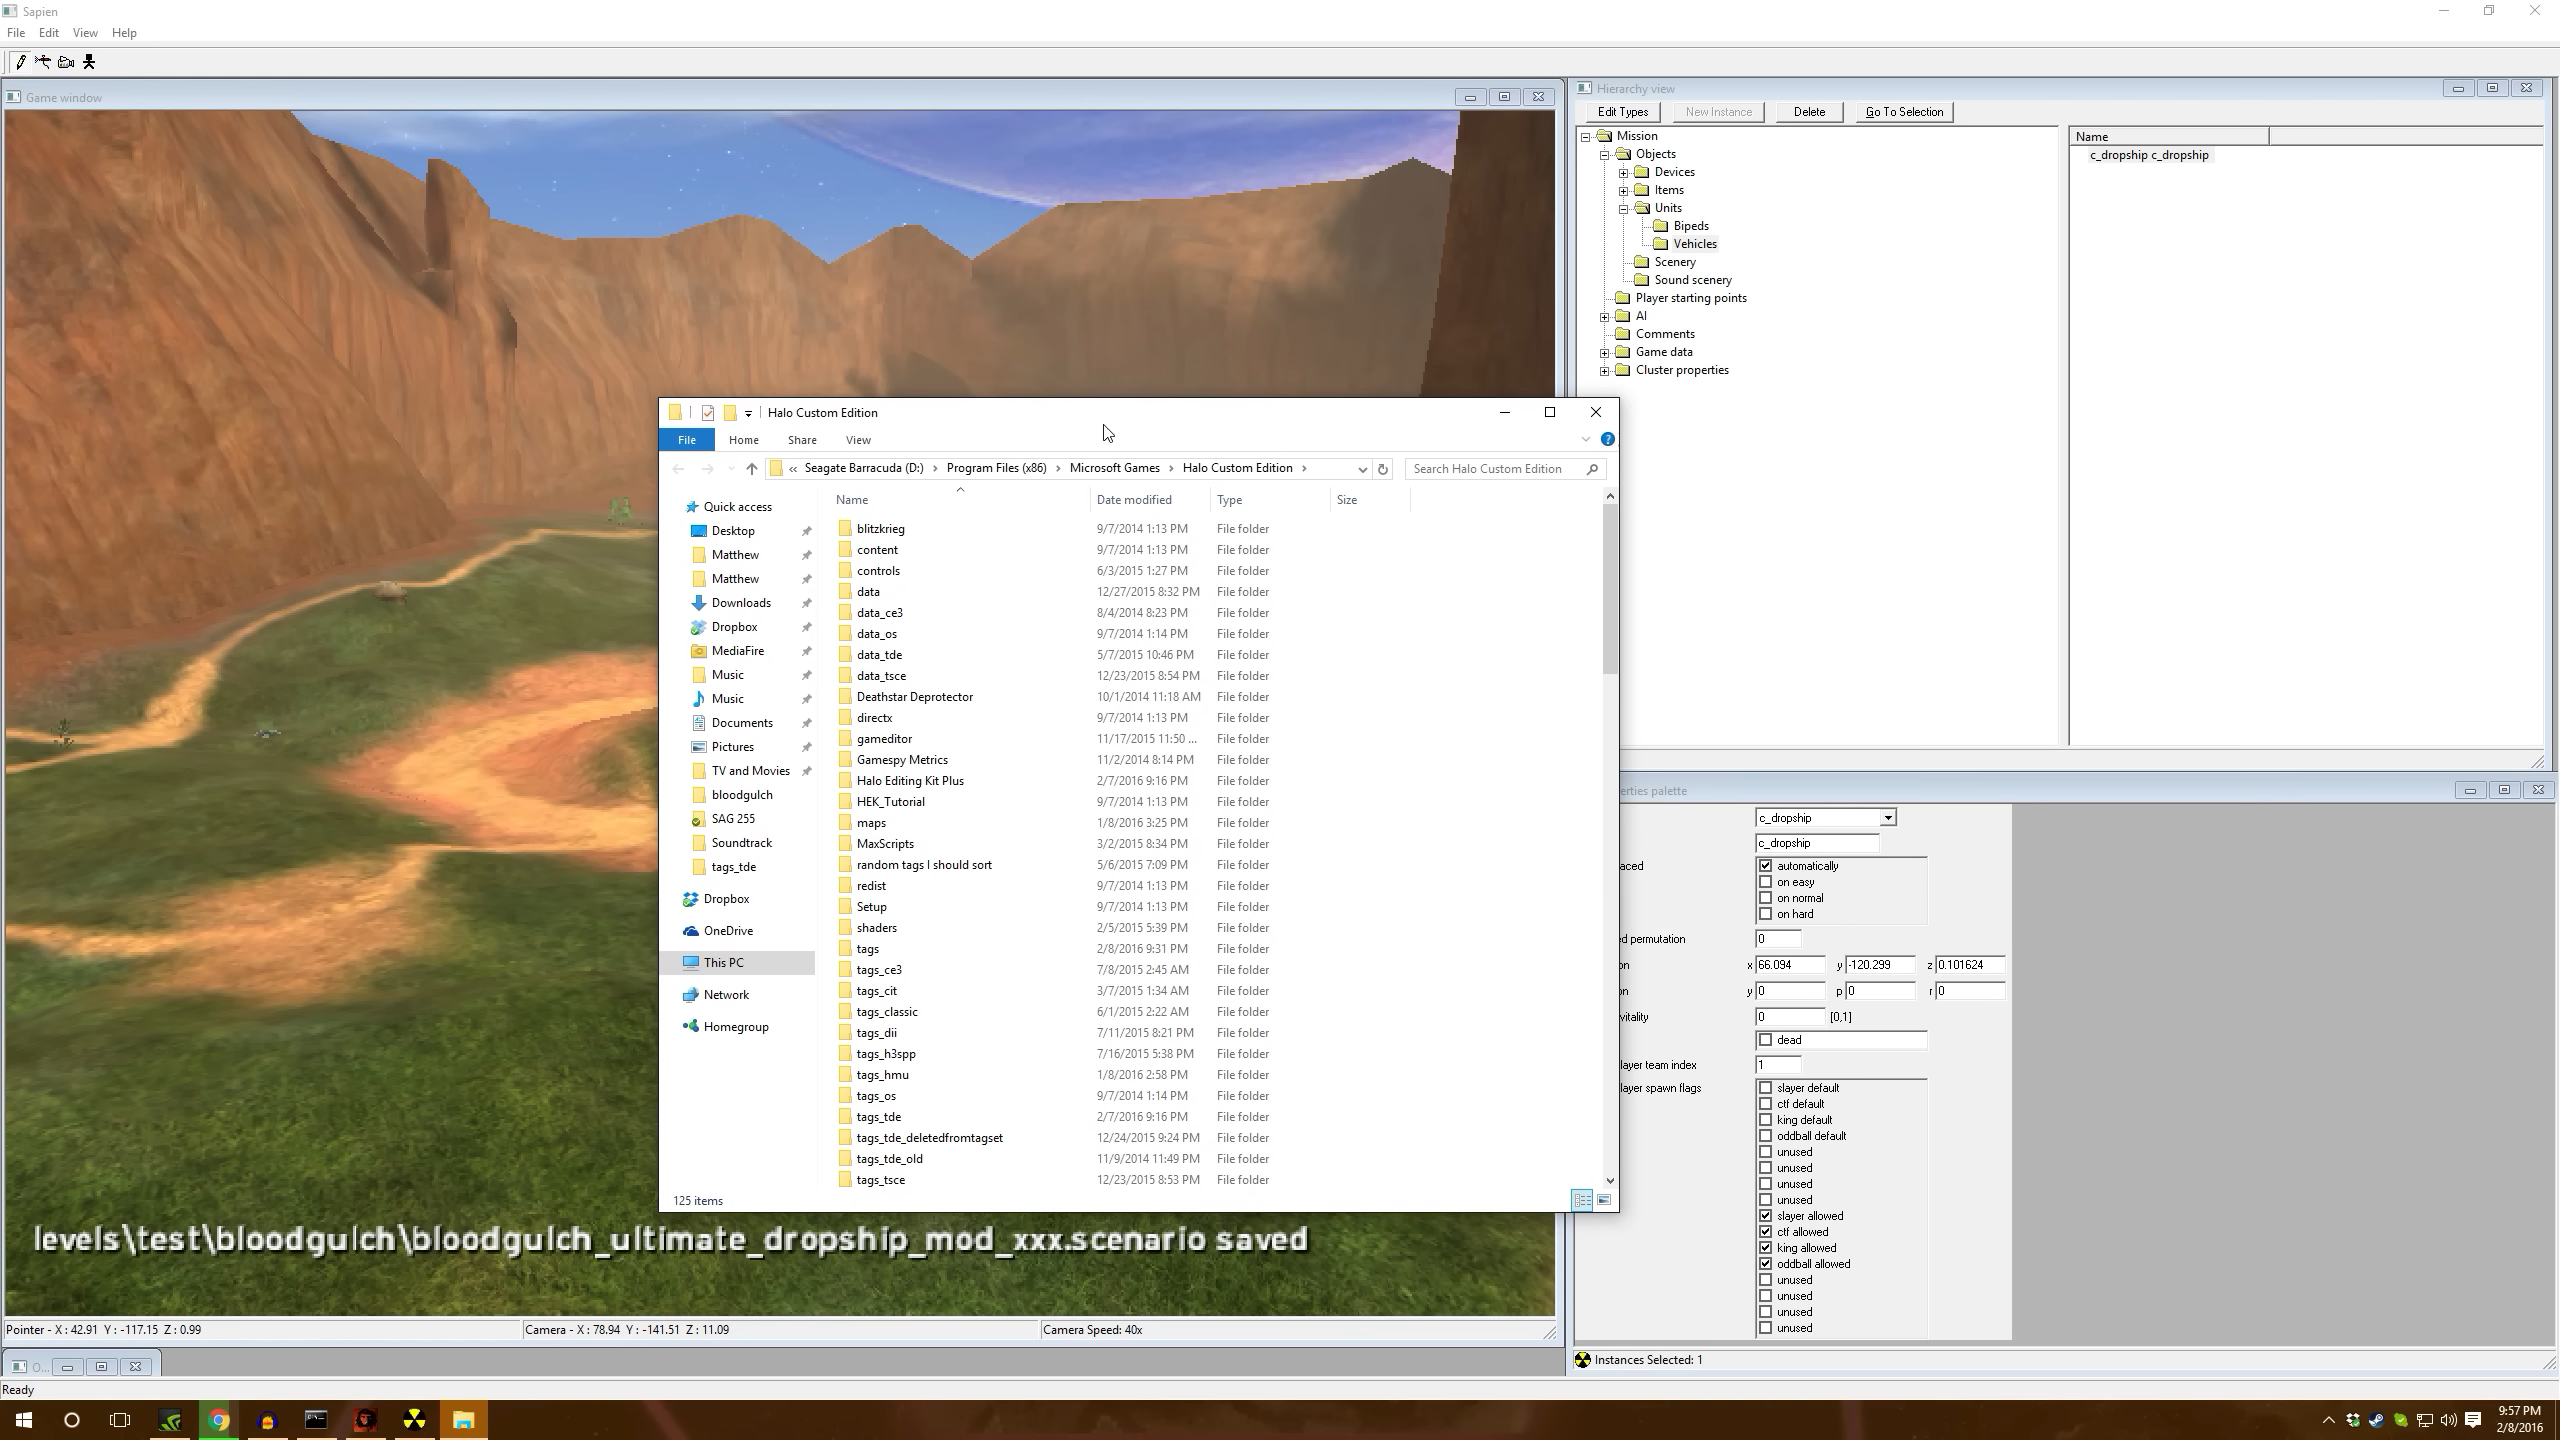 Sapien
File Edit View Help
Game window
Hierarchy view
Edit Types New Instance Delete Go To Selection
Mission
Objects
Devices
Items
Units
Bipeds
Vehicles
Scenery
Sound scenery
Player starting points
AI
Comments
Game data
Cluster properties
Name
c_dropship c_dropship
Halo Custom Edition
File Home Share View
« Seagate Barracuda (D:) › Program Files (x86) › Microsoft Games › Halo Custom Edition ›
Search Halo Custom Edition
Quick access
Desktop
Matthew
Matthew
Downloads
Dropbox
MediaFire
Music
Music
Documents
Pictures
TV and Movies
bloodgulch
SAG 255
Soundtrack
tags_tde
Dropbox
OneDrive
This PC
Network
Homegroup
Name Date modified Type Size
blitzkrieg 9/7/2014 1:13 PM File folder
content 9/7/2014 1:13 PM File folder
controls 6/3/2015 1:27 PM File folder
data 12/27/2015 8:32 PM File folder
data_ce3 8/4/2014 8:23 PM File folder
data_os 9/7/2014 1:14 PM File folder
data_tde 5/7/2015 10:46 PM File folder
data_tsce 12/23/2015 8:54 PM File folder
Deathstar Deprotector 10/1/2014 11:18 AM File folder
directx 9/7/2014 1:13 PM File folder
gameditor 11/17/2015 11:50 ... File folder
Gamespy Metrics 11/2/2014 8:14 PM File folder
Halo Editing Kit Plus 2/7/2016 9:16 PM File folder
HEK_Tutorial 9/7/2014 1:13 PM File folder
maps 1/8/2016 3:25 PM File folder
MaxScripts 3/2/2015 8:34 PM File folder
random tags I should sort 5/6/2015 7:09 PM File folder
redist 9/7/2014 1:13 PM File folder
Setup 9/7/2014 1:13 PM File folder
shaders 2/5/2015 5:39 PM File folder
tags 2/8/2016 9:31 PM File folder
tags_ce3 7/8/2015 2:45 AM File folder
tags_cit 3/7/2015 1:34 AM File folder
tags_classic 6/1/2015 2:22 AM File folder
tags_dii 7/11/2015 8:21 PM File folder
tags_h3spp 7/16/2015 5:38 PM File folder
tags_hmu 1/8/2016 2:58 PM File folder
tags_os 9/7/2014 1:14 PM File folder
tags_tde 2/7/2016 9:16 PM File folder
tags_tde_deletedfromtagset 12/24/2015 9:24 PM File folder
tags_tde_old 11/9/2014 11:49 PM File folder
tags_tsce 12/23/2015 8:53 PM File folder
125 items
erties palette
c_dropship
c_dropship
aced
automatically
on easy
on normal
on hard
ed permutation 0
on x 66.094 y -120.299 z 0.101624
on y 0 p 0 r 0
vitality 0 [0,1]
dead
layer team index 1
layer spawn flags
slayer default
ctf default
king default
oddball default
unused
unused
unused
unused
slayer allowed
ctf allowed
king allowed
oddball allowed
unused
unused
unused
unused
levels\test\bloodgulch\bloodgulch_ultimate_dropship_mod_xxx.scenario saved
Pointer - X : 42.91 Y : -117.15 Z : 0.99
Camera - X : 78.94 Y : -141.51 Z : 11.09
Camera Speed: 40x
Instances Selected: 1
O...
Ready
9:57 PM
2/8/2016